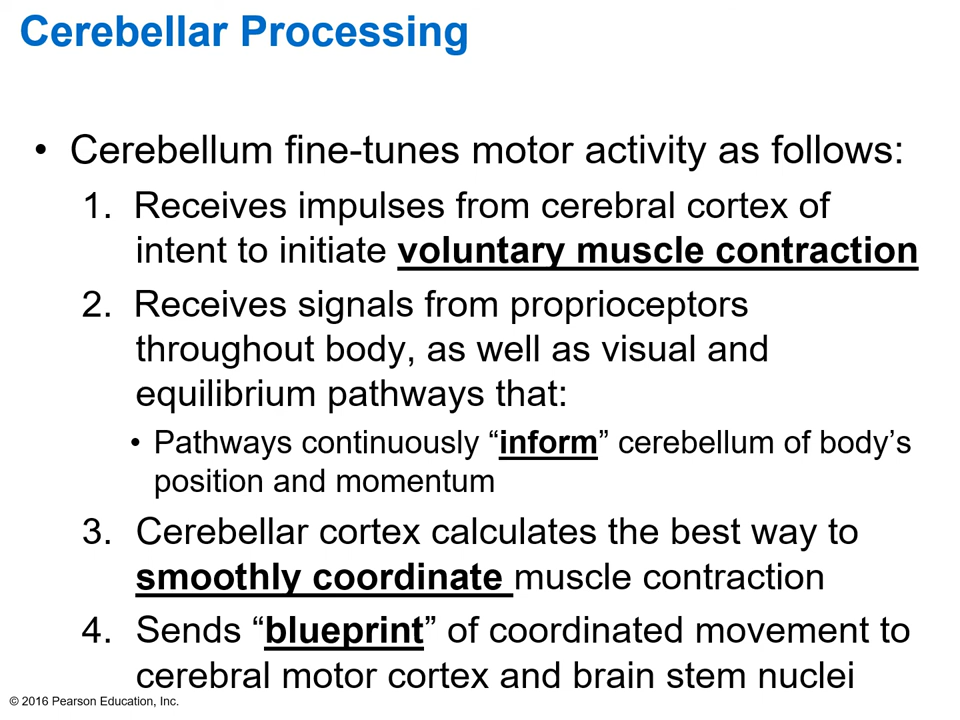 Cerebellar Processing
• Cerebellum fine-tunes motor activity as follows:
1. Receives impulses from cerebral cortex of
intent to initiate voluntary muscle contraction
2. Receives signals from proprioceptors
throughout body, as well as visual and
equilibrium pathways that:
• Pathways continuously “inform” cerebellum of body’s
position and momentum
3. Cerebellar cortex calculates the best way to
smoothly coordinate muscle contraction
4. Sends “blueprint” of coordinated movement to
cerebral motor cortex and brain stem nuclei
© 2016 Pearson Education, Inc.